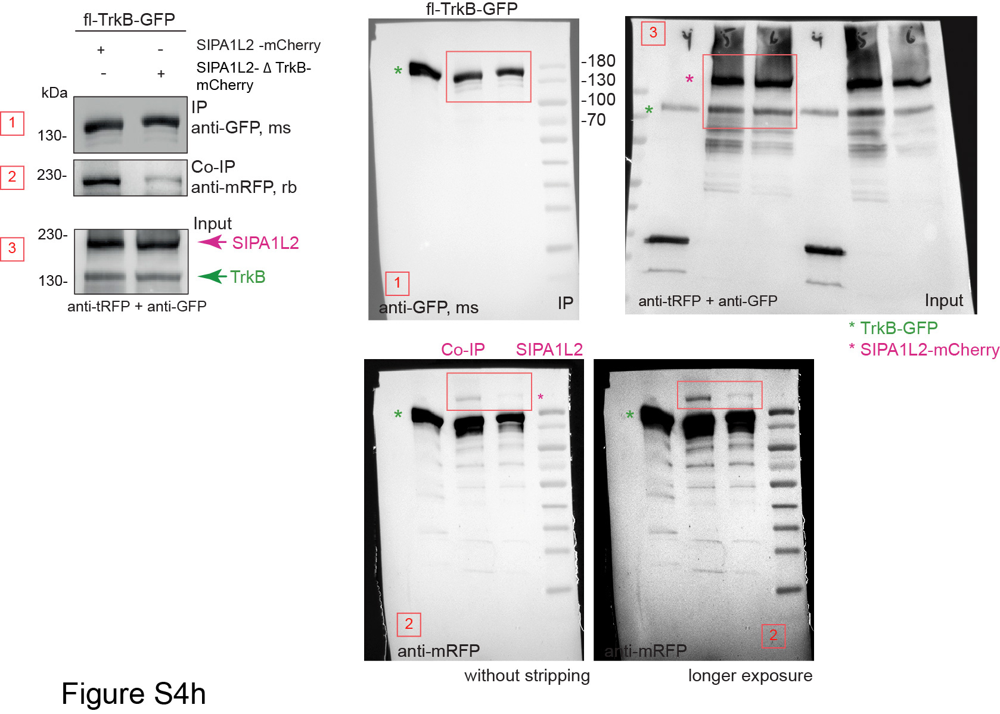 fl-TrkB-GFP
+ - SIPA1L2 -mCherry
- + SIPA1L2- Δ TrkB-
mCherry
kDa
1
130-
IP
anti-GFP, ms
2
230-
Co-IP
anti-mRFP, rb
Input
3
230-
SIPA1L2
130-
TrkB
anti-tRFP + anti-GFP
fl-TrkB-GFP
*
-180
-130
-100
-70
1
anti-GFP, ms
IP
3
4 5 6 4 5 6
*
*
anti-tRFP + anti-GFP
Input
* TrkB-GFP
* SIPA1L2-mCherry
Co-IP SIPA1L2
*
*
2
anti-mRFP
without stripping
*
2
anti-mRFP
longer exposure
Figure S4h